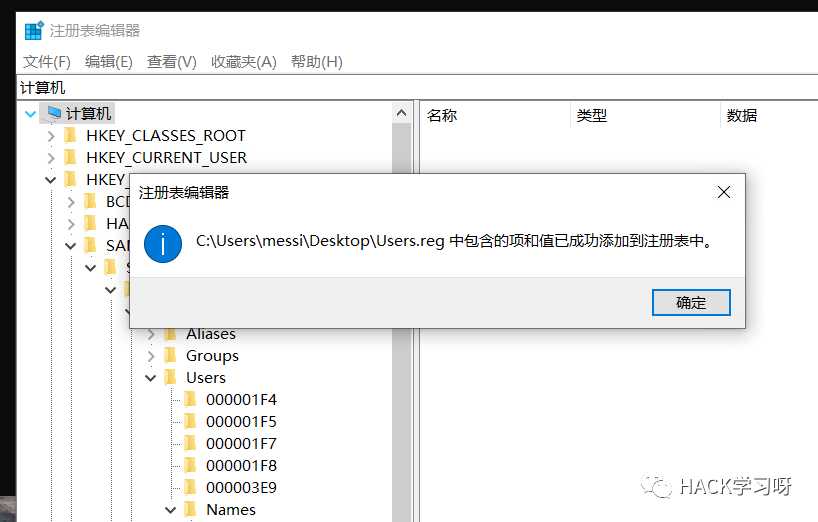 注册表编辑器
文件(F) 编辑(E) 查看(V) 收藏夹(A) 帮助(H)
计算机
计算机
名称 类型 数据
HKEY_CLASSES_ROOT
HKEY_CURRENT_USER
HKEY_
注册表编辑器
BCD
HA
SAM
C:\Users\messi\Desktop\Users.reg 中包含的项和值已成功添加到注册表中。
确定
Aliases
Groups
Users
000001F4
000001F5
000001F7
000001F8
000003E9
Names
HACK学习呀